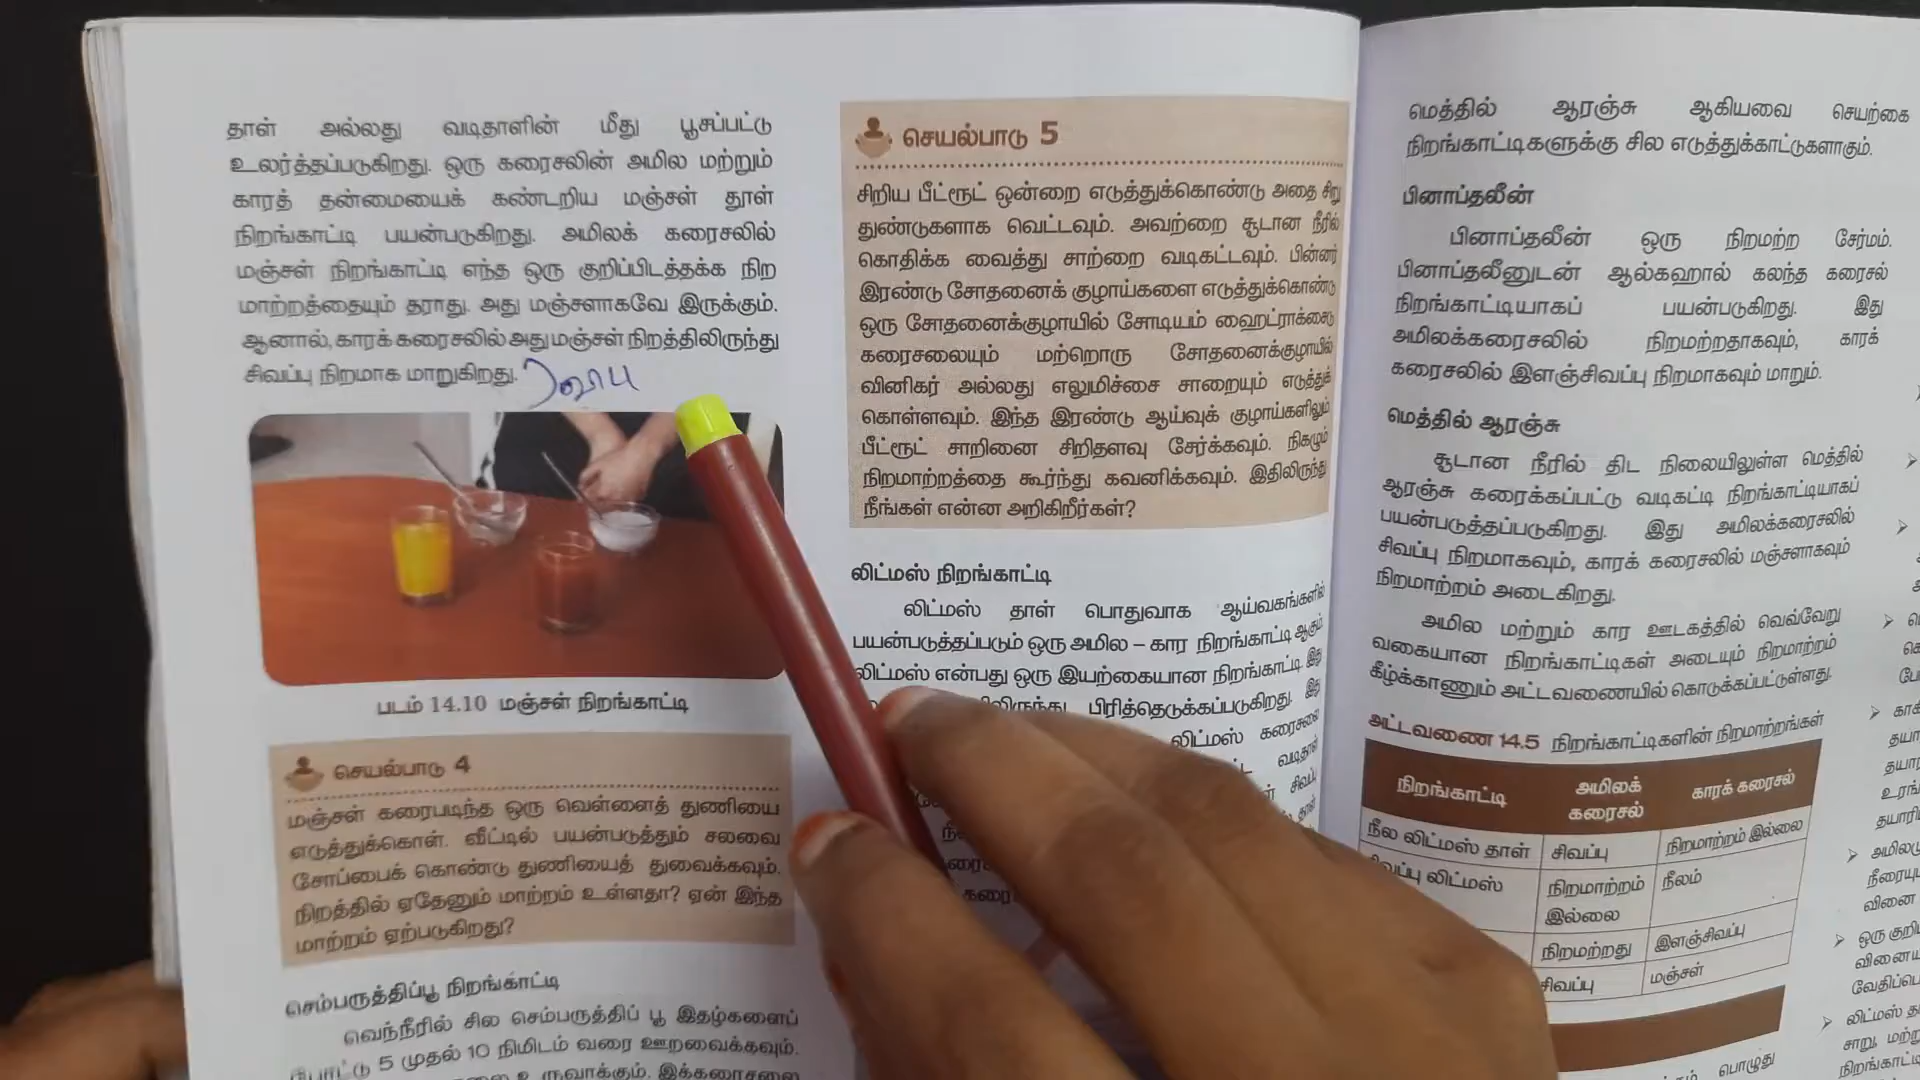 தாள் அல்லது வடிதாளின் மீது பூசப்பட்டு
உலர்த்தப்படுகிறது. ஒரு கரைசலின் அமில மற்றும்
காரத் தன்மையைக் கண்டறிய மஞ்சள் தூள்
நிறங்காட்டி பயன்படுகிறது. அமிலக் கரைசலில்
மஞ்சள் நிறங்காட்டி எந்த ஒரு குறிப்பிடத்தக்க நிற
மாற்றத்தையும் தராது. அது மஞ்சளாகவே இருக்கும்.
ஆனால், காரக் கரைசலில் அது மஞ்சள் நிறத்திலிருந்து
சிவப்பு நிறமாக மாறுகிறது.
படம் 14.10 மஞ்சள் நிறங்காட்டி
செயல்பாடு 4
மஞ்சள் கரைபடிந்த ஒரு வெள்ளைத் துணியை
எடுத்துக்கொள். வீட்டில் பயன்படுத்தும் சலவை
சோப்பைக் கொண்டு துணியைத் துவைக்கவும்.
நிறத்தில் ஏதேனும் மாற்றம் உள்ளதா? ஏன் இந்த
மாற்றம் ஏற்படுகிறது?
செம்பருத்திப்பூ நிறங்காட்டி
வெந்நீரில் சில செம்பருத்திப் பூ இதழ்களைப்
போட்டு 5 முதல் 10 நிமிடம் வரை ஊறவைக்கவும்.
உருவாக்கும். இக்கரைசலை
செயல்பாடு 5
சிறிய பீட்ரூட் ஒன்றை எடுத்துக்கொண்டு அதை சிறு
துண்டுகளாக வெட்டவும். அவற்றை சூடான நீரில்
கொதிக்க வைத்து சாற்றை வடிகட்டவும். பின்னர்
இரண்டு சோதனைக் குழாய்களை எடுத்துக்கொண்டு
ஒரு சோதனைக்குழாயில் சோடியம் ஹைட்ராக்சைடு
கரைசலையும் மற்றொரு சோதனைக்குழாயில்
வினிகர் அல்லது எலுமிச்சை சாறையும் எடுத்துக்
கொள்ளவும். இந்த இரண்டு ஆய்வுக் குழாய்களிலும்
பீட்ரூட் சாறினை சிறிதளவு சேர்க்கவும். நிகழும்
நிறமாற்றத்தை கூர்ந்து கவனிக்கவும். இதிலிருந்து
நீங்கள் என்ன அறிகிறீர்கள்?
லிட்மஸ் நிறங்காட்டி
லிட்மஸ் தாள் பொதுவாக ஆய்வகங்களில்
பயன்படுத்தப்படும் ஒரு அமில – கார நிறங்காட்டி ஆகும்.
லிட்மஸ் என்பது ஒரு இயற்கையான நிறங்காட்டி. இது
பிரித்தெடுக்கப்படுகிறது. இது
லிட்மஸ் கரைசலை
வடிதாள்
சிவப்பு
தாள்
மெத்தில் ஆரஞ்சு ஆகியவை செயற்கை
நிறங்காட்டிகளுக்கு சில எடுத்துக்காட்டுகளாகும்.
பினாப்தலீன்
பினாப்தலீன் ஒரு நிறமற்ற சேர்மம்.
பினாப்தலீனுடன் ஆல்கஹால் கலந்த கரைசல்
நிறங்காட்டியாகப் பயன்படுகிறது. இது
அமிலக்கரைசலில் நிறமற்றதாகவும், காரக்
கரைசலில் இளஞ்சிவப்பு நிறமாகவும் மாறும்.
மெத்தில் ஆரஞ்சு
சூடான நீரில் திட நிலையிலுள்ள மெத்தில்
ஆரஞ்சு கரைக்கப்பட்டு வடிகட்டி நிறங்காட்டியாகப்
பயன்படுத்தப்படுகிறது. இது அமிலக்கரைசலில்
சிவப்பு நிறமாகவும், காரக் கரைசலில் மஞ்சளாகவும்
நிறமாற்றம் அடைகிறது.
அமில மற்றும் கார ஊடகத்தில் வெவ்வேறு
வகையான நிறங்காட்டிகள் அடையும் நிறமாற்றம்
கீழ்க்காணும் அட்டவணையில் கொடுக்கப்பட்டுள்ளது.
அட்டவணை 14.5 நிறங்காட்டிகளின் நிறமாற்றங்கள்
நிறங்காட்டி அமிலக் கரைசல் காரக் கரைசல்
நீல லிட்மஸ் தாள் சிவப்பு நிறமாற்றம் இல்லை
லிட்மஸ் நிறமாற்றம் இல்லை நீலம்
நிறமற்றது இளஞ்சிவப்பு
சிவப்பு மஞ்சள்
பொழுது